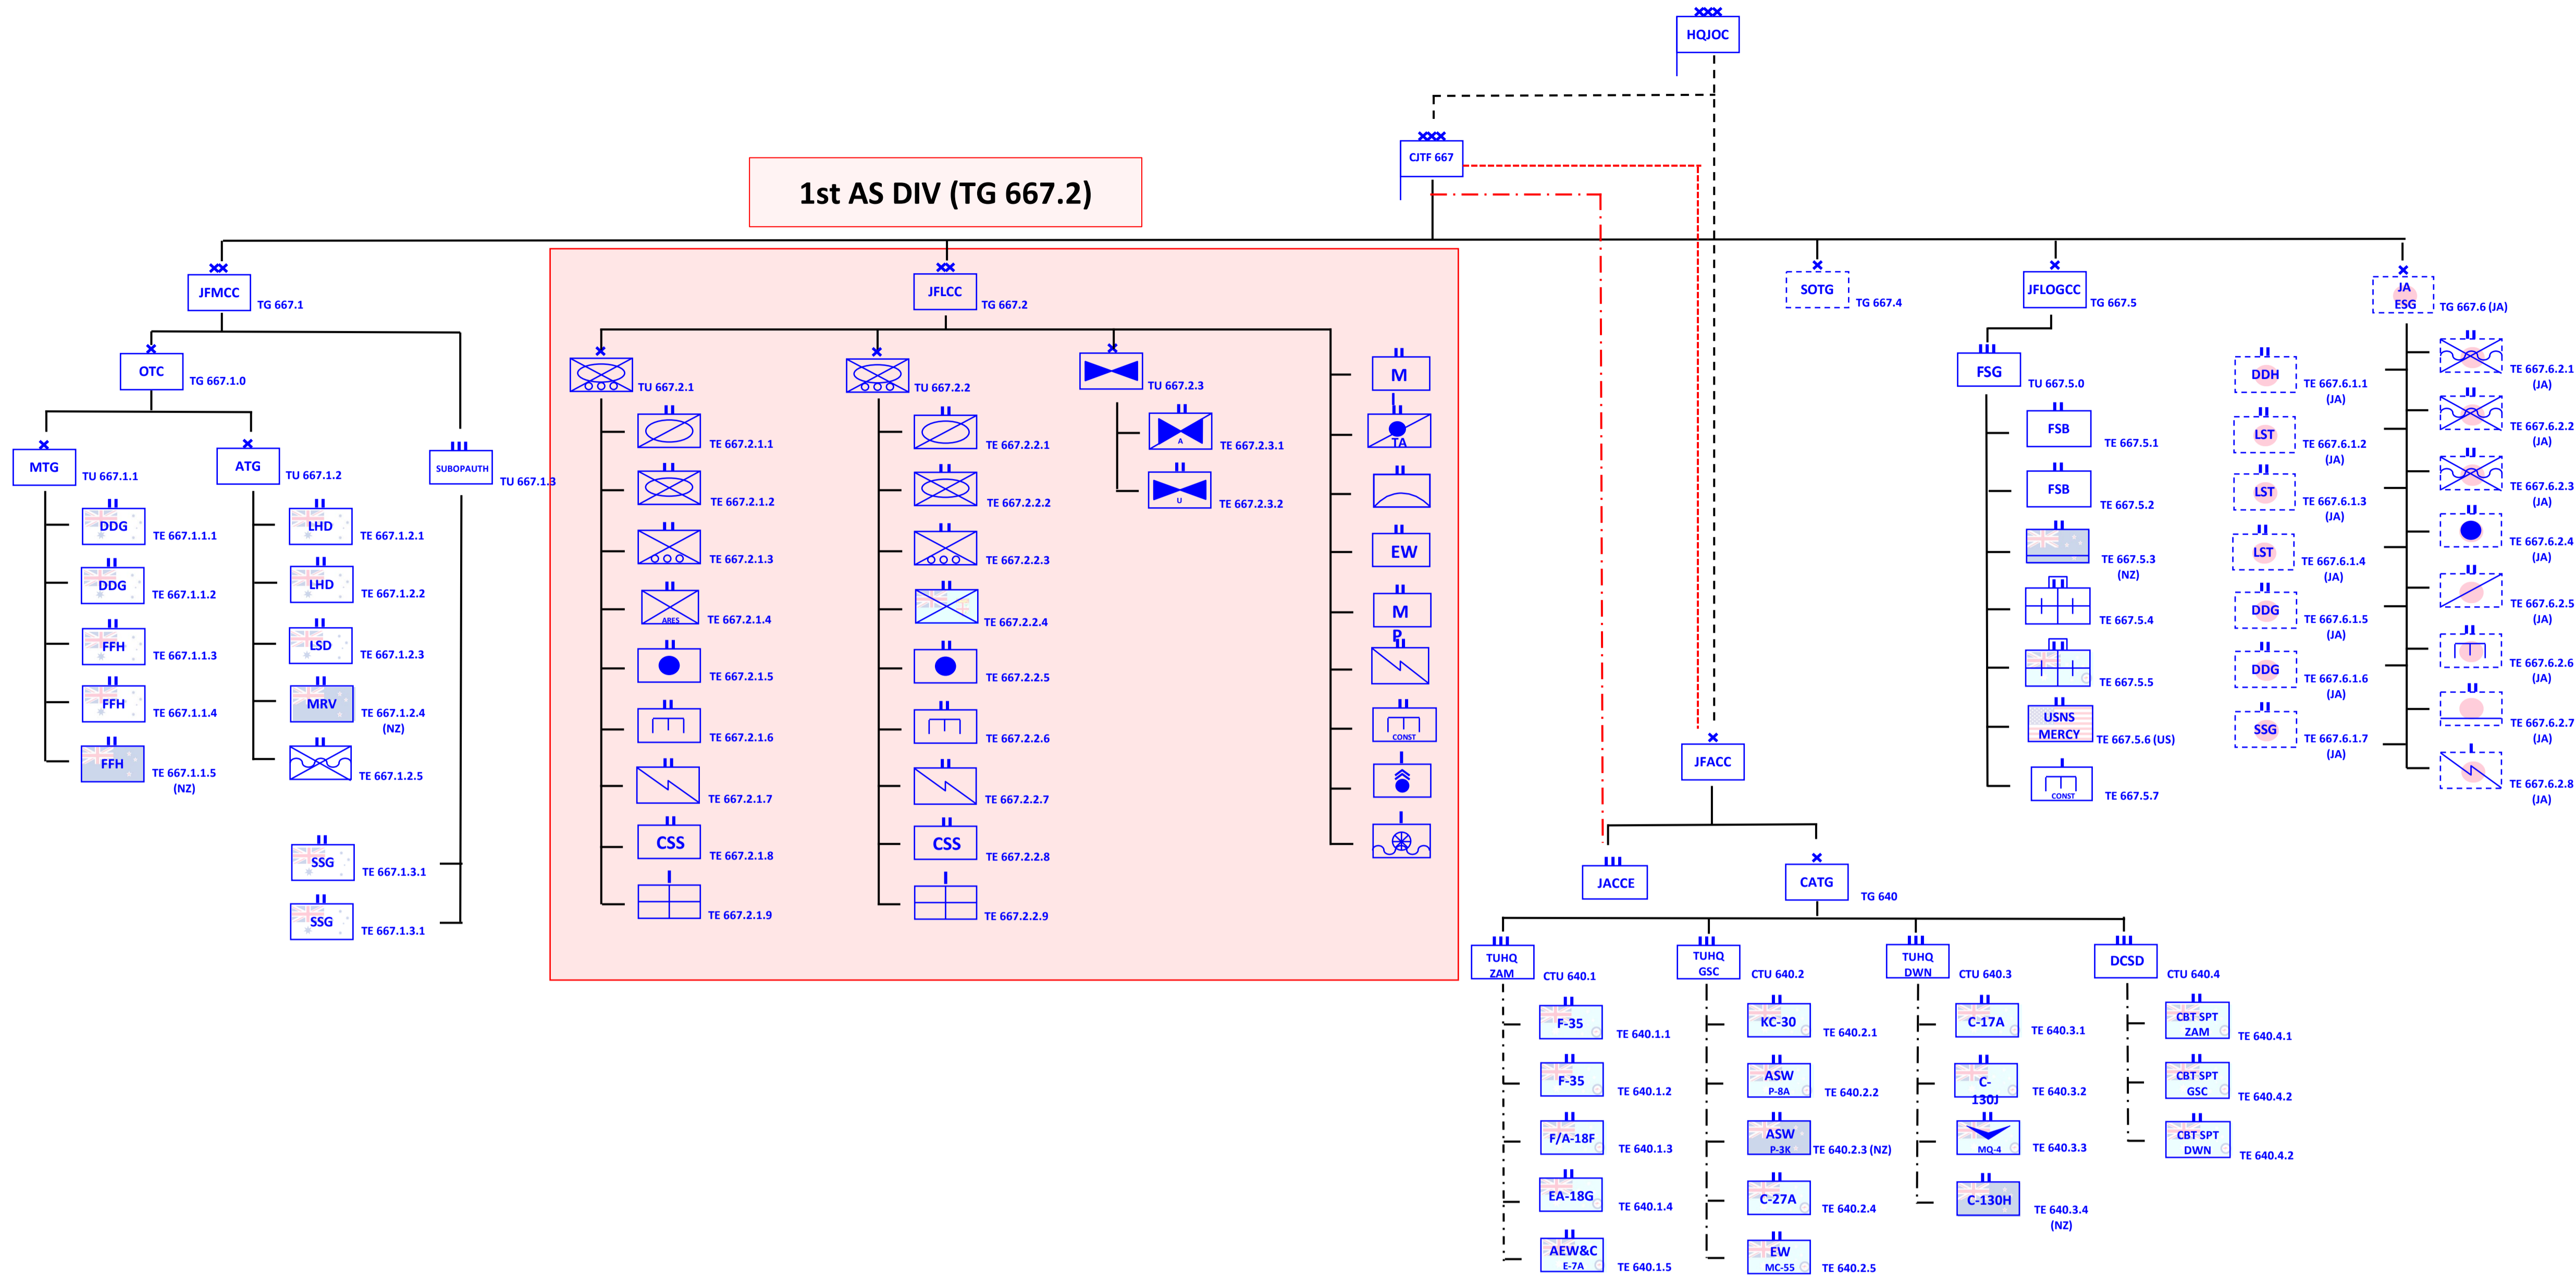 HQJOC
CJTF 667
1st AS DIV (TG 667.2)
JFMCC
TG 667.1
OTC
TG 667.1.0
MTG
TU 667.1.1
DDG
TE 667.1.1.1
DDG
TE 667.1.1.2
FFH
TE 667.1.1.3
FFH
TE 667.1.1.4
FFH
TE 667.1.1.5
(NZ)
ATG
TU 667.1.2
LHD
TE 667.1.2.1
LHD
TE 667.1.2.2
LSD
TE 667.1.2.3
MRV
TE 667.1.2.4
(NZ)
TE 667.1.2.5
SUBOPAUTH
TU 667.1.3
SSG
TE 667.1.3.1
SSG
TE 667.1.3.1
JFLCC
TG 667.2
TU 667.2.1
TE 667.2.1.1
TE 667.2.1.2
TE 667.2.1.3
ARES
TE 667.2.1.4
TE 667.2.1.5
TE 667.2.1.6
TE 667.2.1.7
CSS
TE 667.2.1.8
TE 667.2.1.9
TU 667.2.2
TE 667.2.2.1
TE 667.2.2.2
TE 667.2.2.3
TE 667.2.2.4
TE 667.2.2.5
TE 667.2.2.6
TE 667.2.2.7
CSS
TE 667.2.2.8
TE 667.2.2.9
TU 667.2.3
A
TE 667.2.3.1
U
TE 667.2.3.2
M
I
TA
EW
M
P
CONST
SOTG
TG 667.4
JFLOGCC
TG 667.5
FSG
TU 667.5.0
FSB
TE 667.5.1
FSB
TE 667.5.2
TE 667.5.3
(NZ)
TE 667.5.4
TE 667.5.5
USNS
MERCY
TE 667.5.6 (US)
CONST
TE 667.5.7
JA
ESG
TG 667.6 (JA)
DDH
TE 667.6.1.1
(JA)
LST
TE 667.6.1.2
(JA)
LST
TE 667.6.1.3
(JA)
LST
TE 667.6.1.4
(JA)
DDG
TE 667.6.1.5
(JA)
DDG
TE 667.6.1.6
(JA)
SSG
TE 667.6.1.7
(JA)
TE 667.6.2.1
(JA)
TE 667.6.2.2
(JA)
TE 667.6.2.3
(JA)
TE 667.6.2.4
(JA)
TE 667.6.2.5
(JA)
TE 667.6.2.6
(JA)
TE 667.6.2.7
(JA)
TE 667.6.2.8
(JA)
JFACC
JACCE
CATG
TG 640
TUHQ
ZAM
CTU 640.1
F-35
TE 640.1.1
F-35
TE 640.1.2
F/A-18F
TE 640.1.3
EA-18G
TE 640.1.4
AEW&C
E-7A
TE 640.1.5
TUHQ
GSC
CTU 640.2
KC-30
TE 640.2.1
ASW
P-8A
TE 640.2.2
ASW
P-3K
TE 640.2.3 (NZ)
C-27A
TE 640.2.4
EW
MC-55
TE 640.2.5
TUHQ
DWN
CTU 640.3
C-17A
TE 640.3.1
C-
130J
TE 640.3.2
MQ-4
TE 640.3.3
C-130H
TE 640.3.4
(NZ)
DCSD
CTU 640.4
CBT SPT
ZAM
TE 640.4.1
CBT SPT
GSC
TE 640.4.2
CBT SPT
DWN
TE 640.4.2